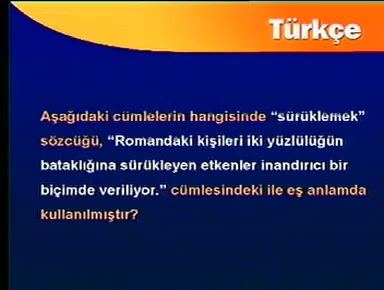 Türkçe
Aşağıdaki cümlelerin hangisinde “sürüklemek”
sözcüğü, “Romandaki kişileri iki yüzlülüğün
bataklığına sürükleyen etkenler inandırıcı bir
biçimde veriliyor.” cümlesindeki ile eş anlamda
kullanılmıştır?